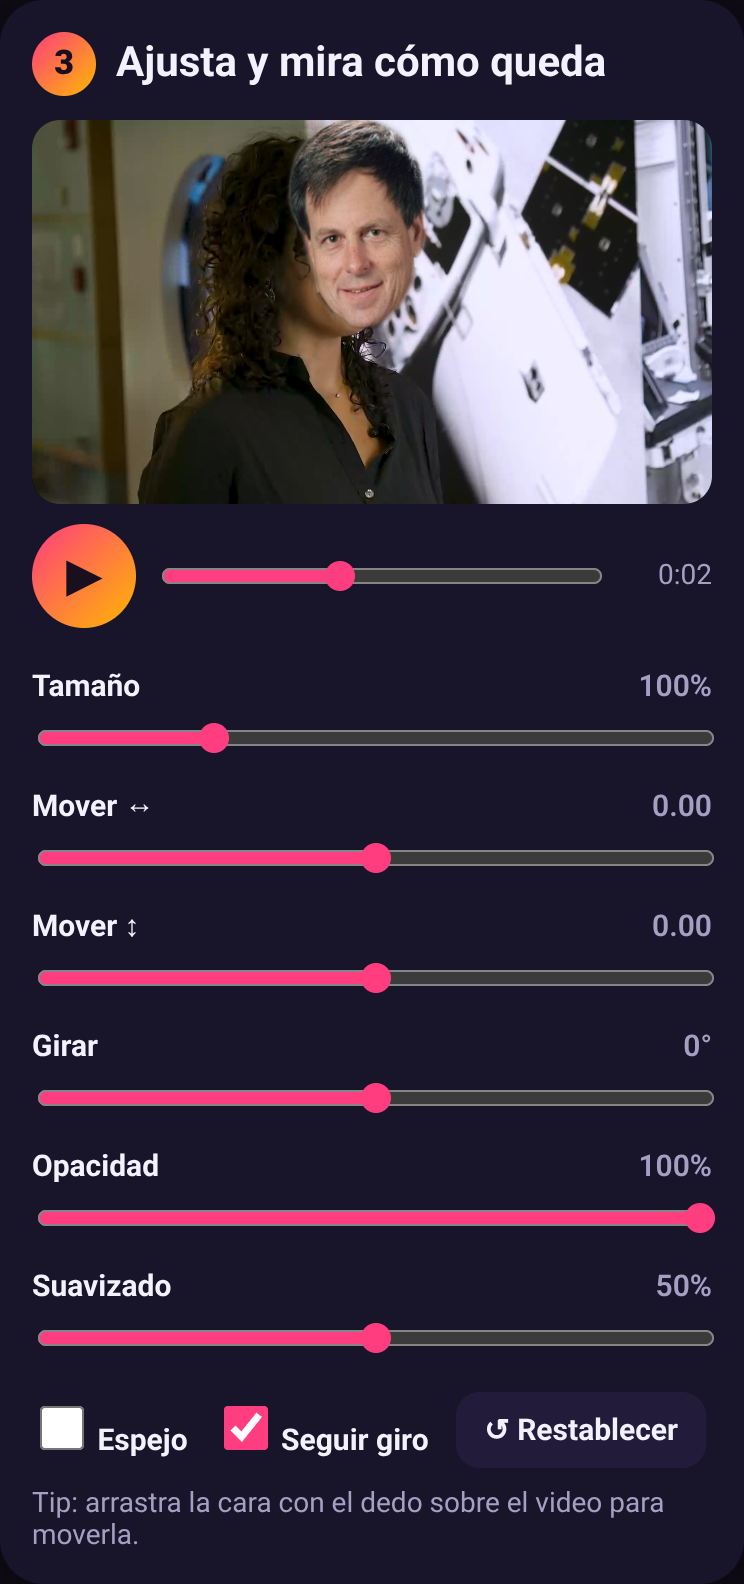 3 Ajusta y mira cómo queda
▶ 0:02
Tamaño 100%
Mover ↔ 0.00
Mover ↕ 0.00
Girar 0°
Opacidad 100%
Suavizado 50%
Espejo Seguir giro ↺ Restablecer
Tip: arrastra la cara con el dedo sobre el video para
moverla.